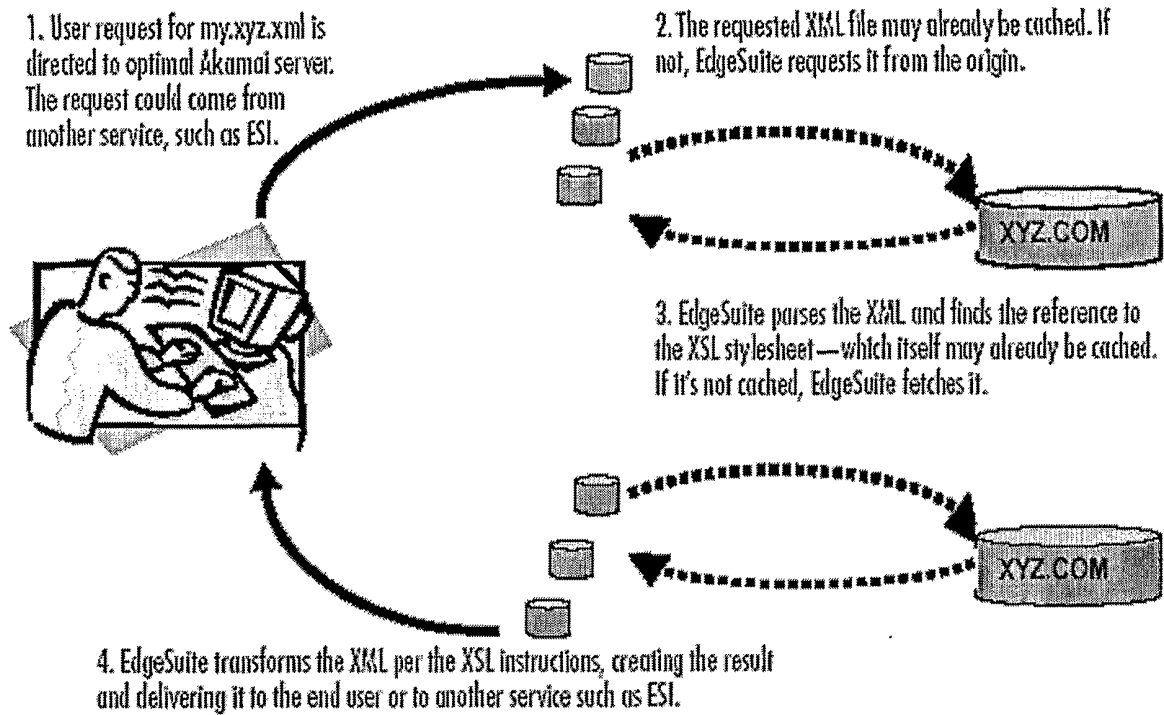 1. User request for my.xyz.xml is
directed to optimal Akamai server.
The request could come from
another service, such as ESI.
2. The requested XML file may already be cached. If
not, EdgeSuite requests it from the origin.
XYZ.COM
3. EdgeSuite parses the XML and finds the reference to
the XSL stylesheet—which itself may already be cached.
If it's not cached, EdgeSuite fetches it.
XYZ.COM
4. EdgeSuite transforms the XML per the XSL instructions, creating the result
and delivering it to the end user or to another service such as ESI.